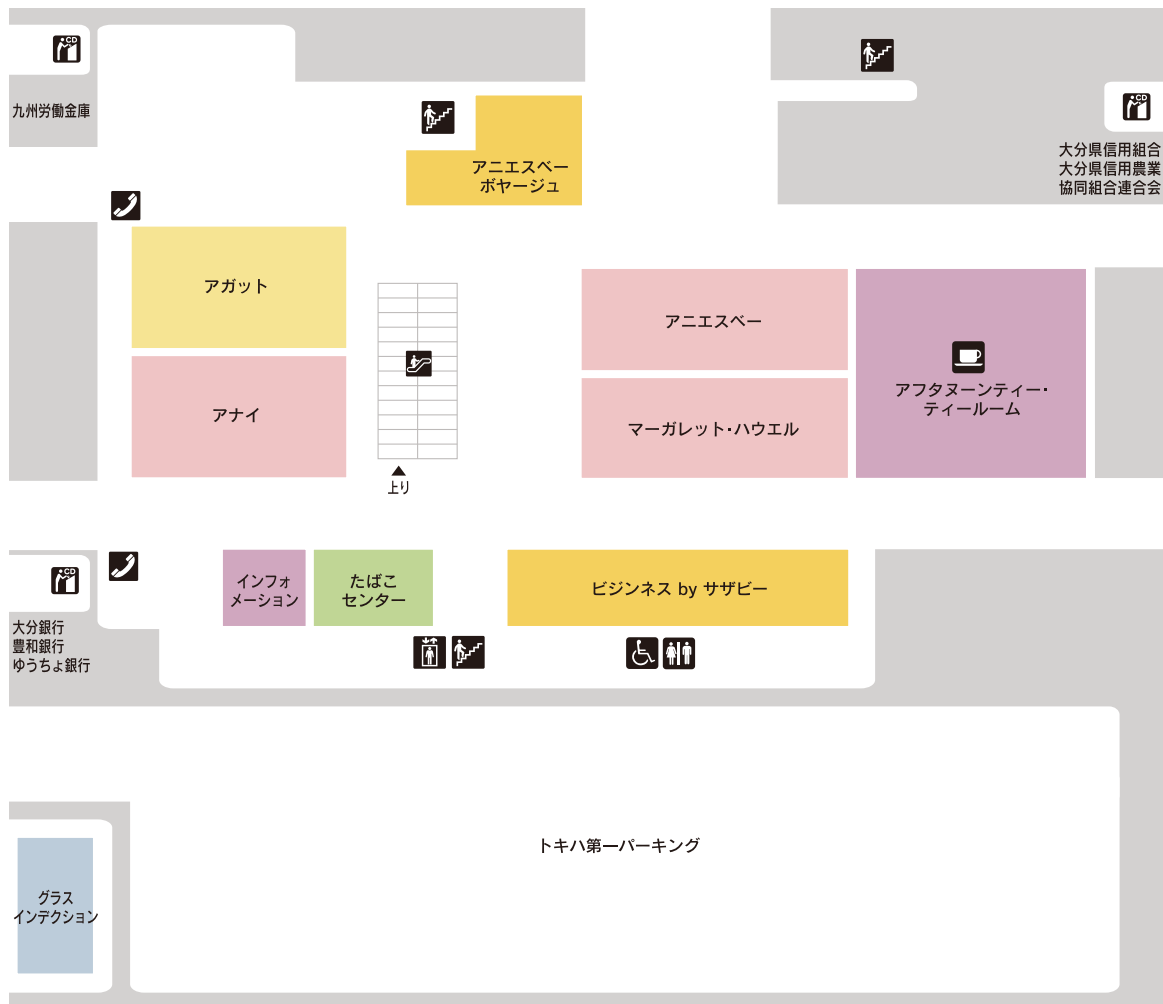 CD
九州労働金庫
CD
大分県信用組合
大分県信用農業
協同組合連合会
アニエスベー
ボヤージュ
アガット
アナイ
上り
アニエスベー
マーガレット・ハウエル
アフタヌーンティー・
ティールーム
CD
大分銀行
豊和銀行
ゆうちょ銀行
インフォ
メーション
たばこ
センター
ビジンネス by サザビー
トキハ第一パーキング
グラス
インデクション